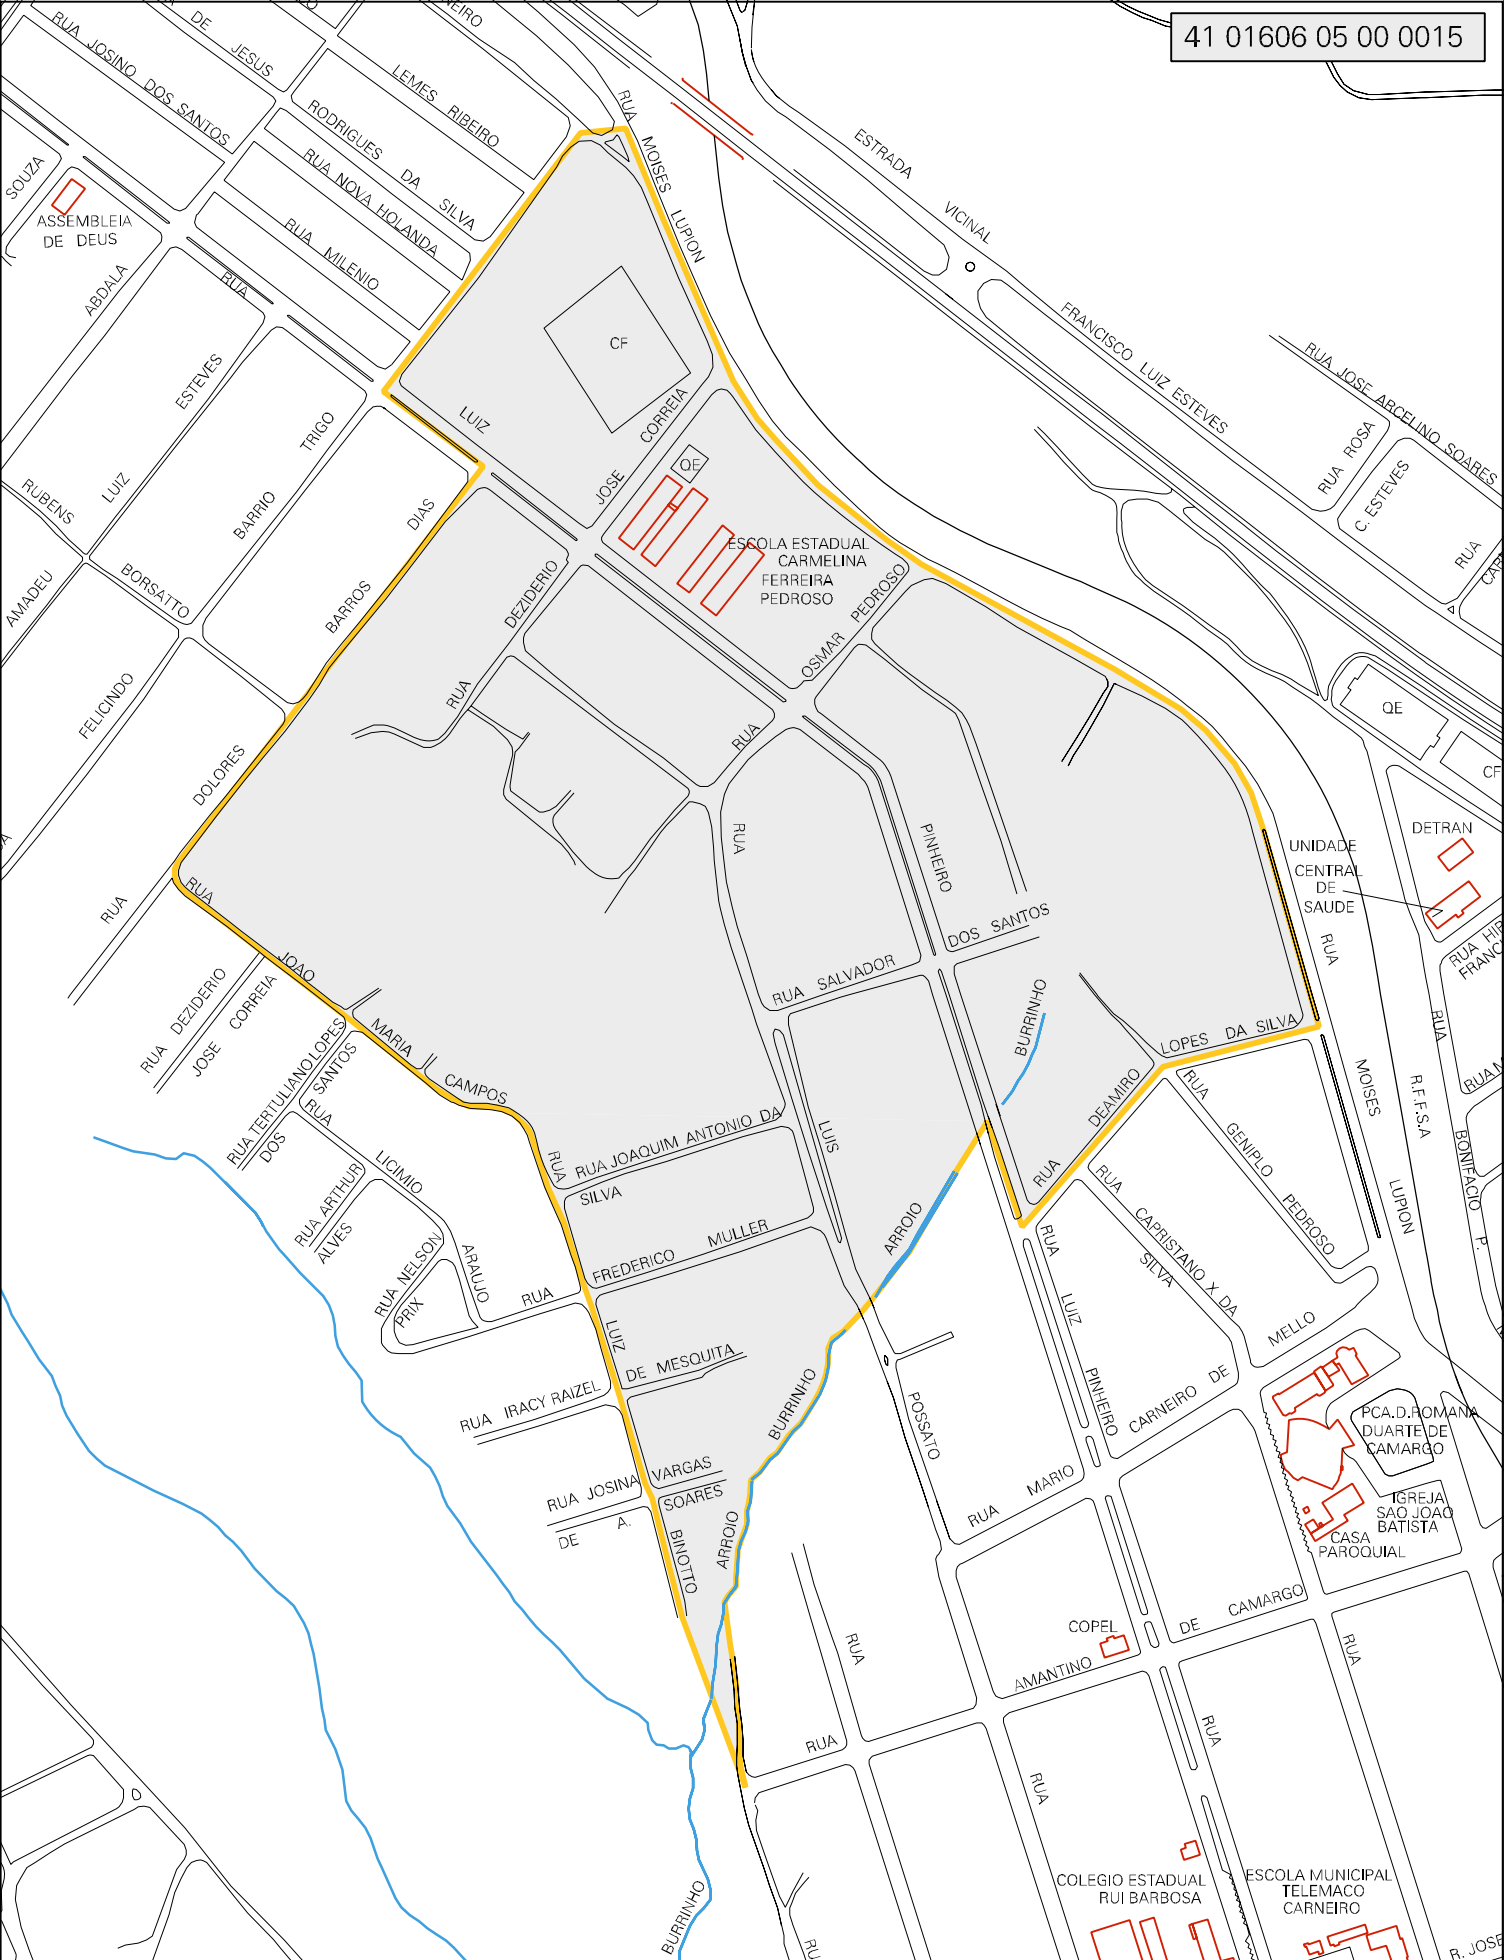 41 01606 05 00 0015
NEIRO
DE
JESUS
RUA JOSINO DOS SANTOS
LEMES RIBEIRO
RODRIGUES DA SILVA
RUA NOVA HOLANDA
RUA MILENIO
SOUZA
ASSEMBLEIA
DE DEUS
RUA MOISES LUPION
ESTRADA VICINAL
FRANCISCO LUIZ ESTEVES
RUA JOSE ARCELINO SOARES
RUA ROSA
C. ESTEVES
RUA
ABDALA
RUA
LUIZ
ESTEVES
LUIZ
CF
JOSE CORREIA
QE
ESCOLA ESTADUAL
CARMELINA
FERREIRA
PEDROSO
RUBENS
BORSATTO
AMADEU
BARRIO TRIGO
DIAS
BARROS
DOLORES
RUA
FELICINDO
DEZIDERIO
RUA
OSMAR PEDROSO
RUA
QE
CF
DETRAN
UNIDADE
CENTRAL
DE
SAUDE
RUA
PINHEIRO
DOS SANTOS
RUA SALVADOR
BURRINHO
RUA
RUA HIP
FRANC
RUA
JOAO
MARIA
CAMPOS
RUA DEZIDERIO
JOSE CORREIA
RUA TERTULIANO LOPES
DOS SANTOS
RUA
LICIMIO
ARAUJO
RUA ARTHUR
ALVES
RUA NELSON
PRIX
RUA
RUA JOAQUIM ANTONIO DA
SILVA
LUIS
FREDERICO MULLER
RUA
LUIZ
DE MESQUITA
RUA IRACY RAIZEL
VARGAS
RUA JOSINA
SOARES
DE A.
BINOTTO
ARROIO
BURRINHO
ARROIO
LOPES DA SILVA
DEAMIRO
RUA
RUA
GENIPLO
PEDROSO
RUA
CAPRISTANO X DA
SILVA
RUA
LUIZ
PINHEIRO
MOISES
LUPION
R.F.F.S.A
RUA
BONIFACIO P.
MELLO
CARNEIRO DE
RUA MARIO
POSSATO
PCA.D.ROMANA
DUARTE DE
CAMARGO
IGREJA
SAO JOAO
BATISTA
CASA
PAROQUIAL
COPEL
AMANTINO
DE CAMARGO
RUA
RUA
RUA
RUA
RUA
BURRINHO
COLEGIO ESTADUAL
RUI BARBOSA
ESCOLA MUNICIPAL
TELEMACO
CARNEIRO
R. JOSE